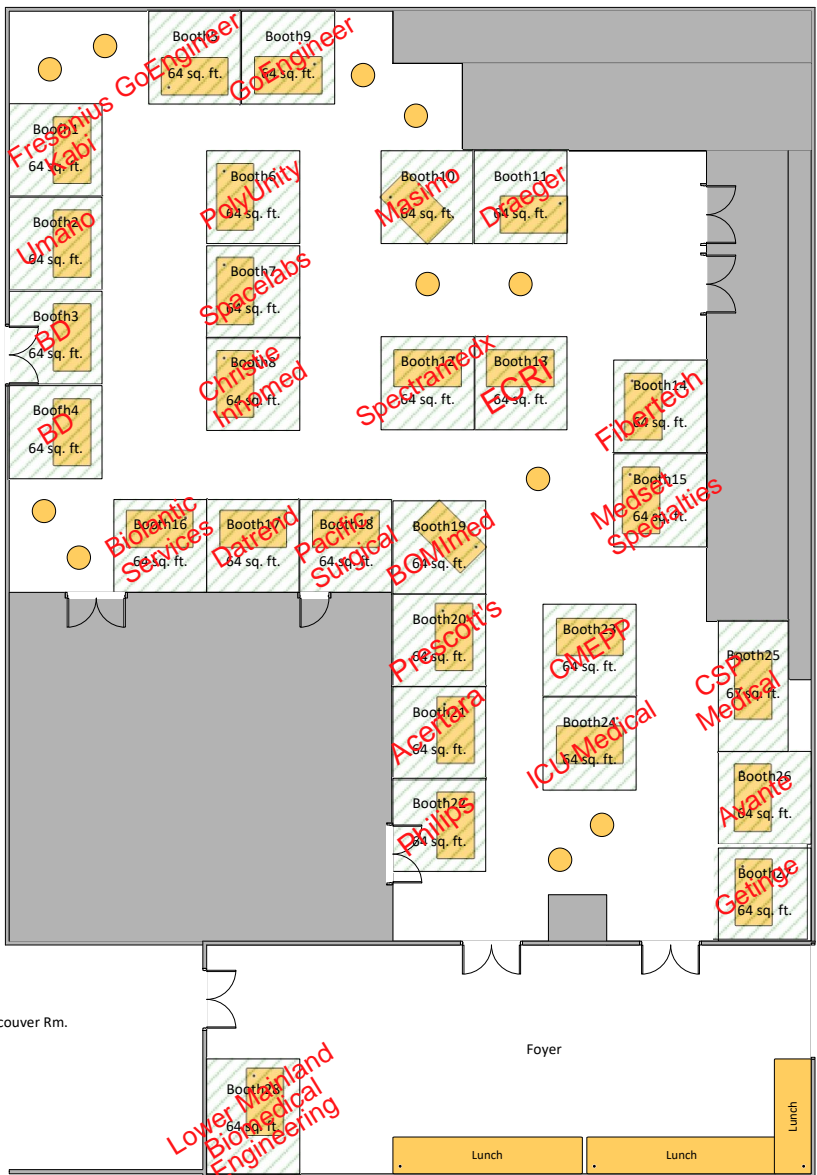 Booth5
64 sq. ft.
GoEngineer
Booth9
64 sq. ft.
GoEngineer
Booth1
64 sq. ft.
Fresenius
Kabi
Booth2
64 sq. ft.
Umano
Booth3
64 sq. ft.
BD
Booth4
64 sq. ft.
BD
Booth6
64 sq. ft.
PolyUnity
Booth7
64 sq. ft.
Spacelabs
Booth8
64 sq. ft.
Christie
Innomed
Booth10
64 sq. ft.
Masimo
Booth11
64 sq. ft.
Draeger
Booth12
64 sq. ft.
Spectramedx
Booth13
64 sq. ft.
ECRI
Booth14
64 sq. ft.
Fibertech
Booth15
64 sq. ft.
Medset
Specialties
Booth16
64 sq. ft.
Biolentic
Services
Booth17
64 sq. ft.
Datrend
Booth18
64 sq. ft.
Pacific
Surgical
Booth19
64 sq. ft.
BOMImed
Booth20
64 sq. ft.
Prescott's
Booth21
64 sq. ft.
Acertara
Booth22
64 sq. ft.
Philips
Booth23
64 sq. ft.
CMEPP
Booth24
64 sq. ft.
ICU Medical
Booth25
67 sq. ft.
CSP
Medical
Booth26
64 sq. ft.
Avante
Booth27
64 sq. ft.
Getinge
couver Rm.
Foyer
Booth28
64 sq. ft.
Lower Mainland
Biomedical
Engineering
Lunch
Lunch
Lunch